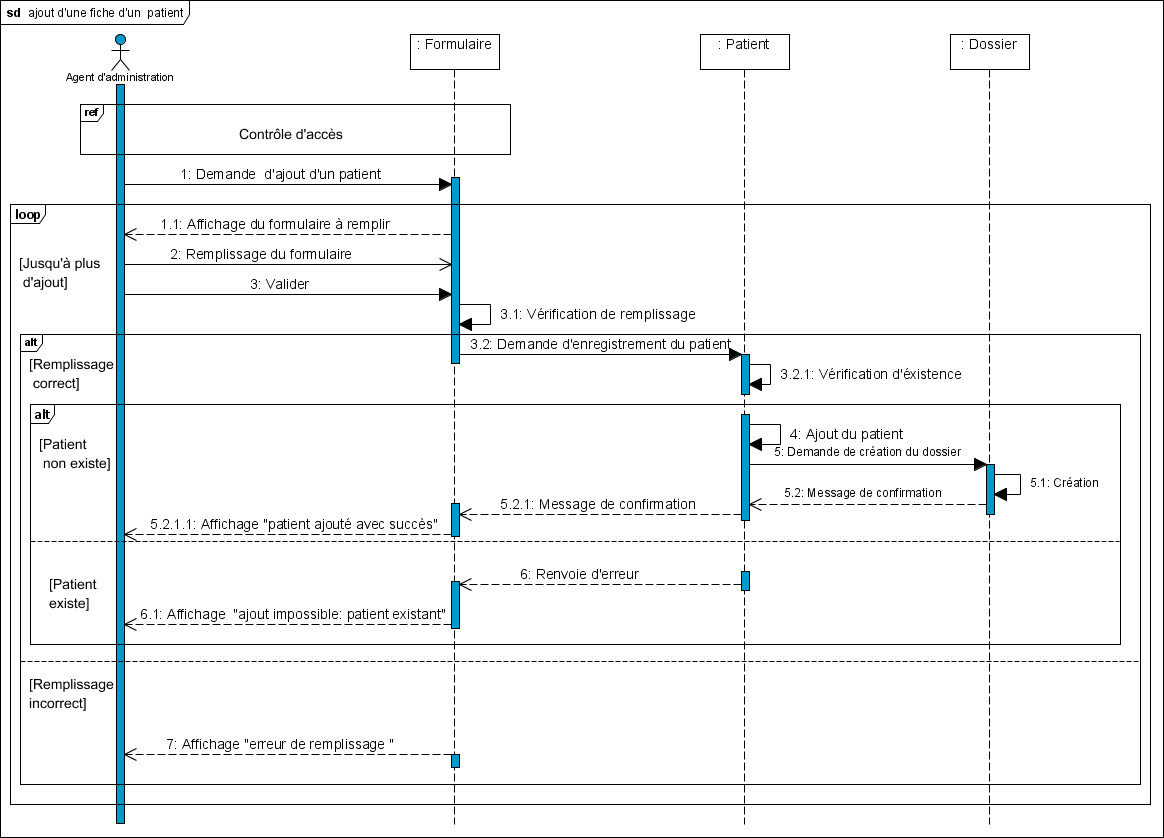 sd ajout d'une fiche d'un patient
: Formulaire
: Patient
: Dossier
Agent d'administration
ref
Contrôle d'accès
1: Demande d'ajout d'un patient
loop
1.1: Affichage du formulaire à remplir
[Jusqu'à plus
d'ajout]
2: Remplissage du formulaire
3: Valider
3.1: Vérification de remplissage
alt
3.2: Demande d'enregistrement du patient
[Remplissage
correct]
3.2.1: Vérification d'éxistence
alt
[Patient
non existe]
4: Ajout du patient
5: Demande de création du dossier
5.1: Création
5.2: Message de confirmation
5.2.1: Message de confirmation
5.2.1.1: Affichage "patient ajouté avec succès"
[Patient
existe]
6: Renvoie d'erreur
6.1: Affichage "ajout impossible: patient existant"
[Remplissage
incorrect]
7: Affichage "erreur de remplissage "